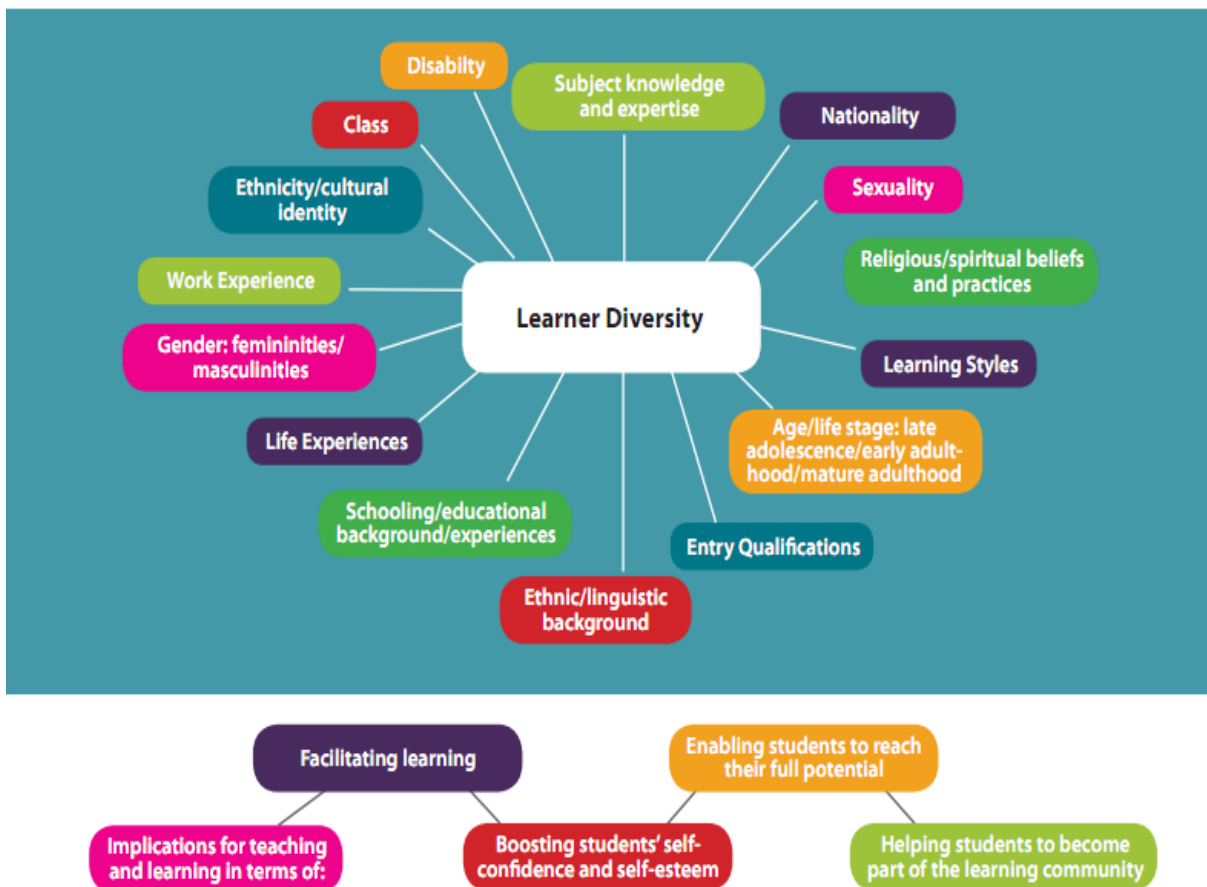 Disabilty
Subject knowledge
and expertise
Nationality
Class
Sexuality
Ethnicity/cultural
identity
Religious/spiritual beliefs
and practices
Work Experience
Learner Diversity
Gender: femininities/
masculinities
Learning Styles
Life Experiences
Age/life stage: late
adolescence/early adult-
hood/mature adulthood
Schooling/educational
background/experiences
Entry Qualifications
Ethnic/linguistic
background
Facilitating learning
Enabling students to reach
their full potential
Implications for teaching
and learning in terms of:
Boosting students' self-
confidence and self-esteem
Helping students to become
part of the learning community